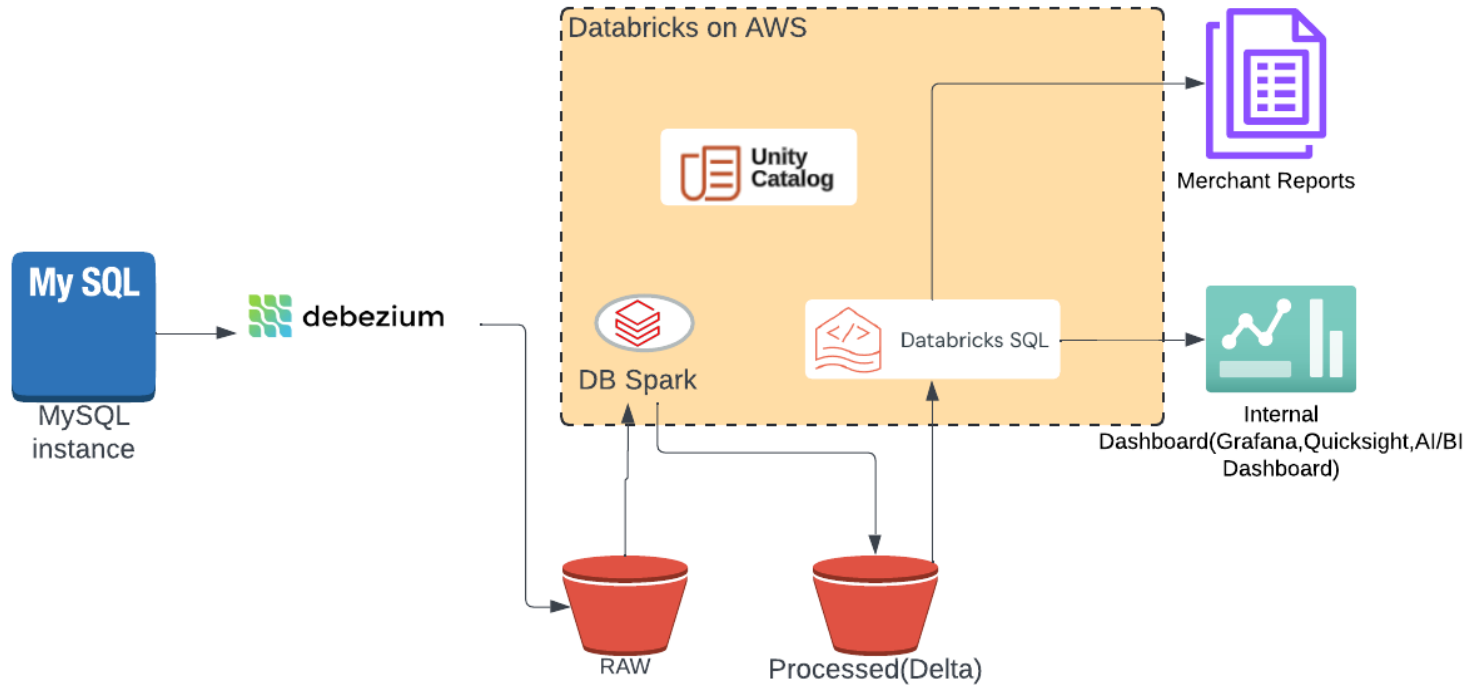 Databricks on AWS
Unity
Catalog
Merchant Reports
My SQL
debezium
MySQL
instance
DB Spark
Databricks SQL
Internal
Dashboard(Grafana,Quicksight,AI/BI
Dashboard)
RAW
Processed(Delta)